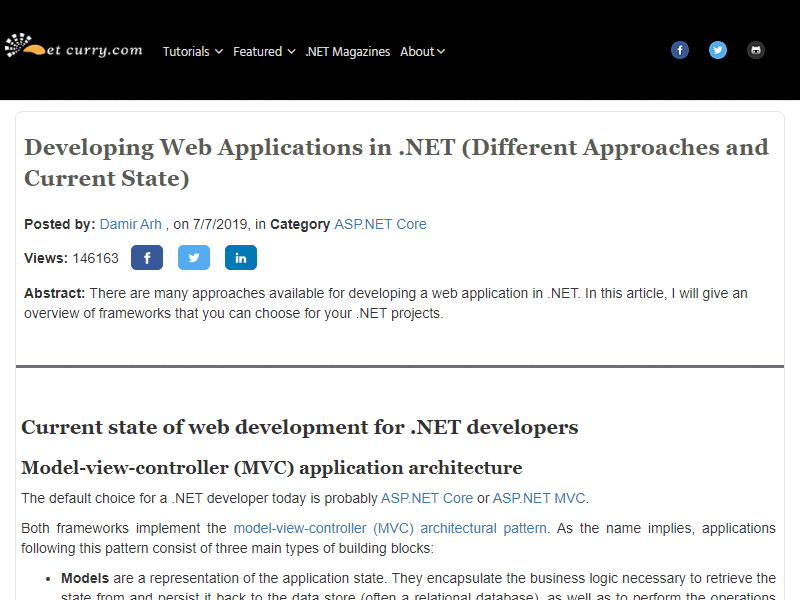 et curry.com
Tutorials Featured .NET Magazines About
Developing Web Applications in .NET (Different Approaches and
Current State)
Posted by: Damir Arh , on 7/7/2019, in Category ASP.NET Core
Views: 146163
Abstract: There are many approaches available for developing a web application in .NET. In this article, I will give an
overview of frameworks that you can choose for your .NET projects.
Current state of web development for .NET developers
Model-view-controller (MVC) application architecture
The default choice for a .NET developer today is probably ASP.NET Core or ASP.NET MVC.
Both frameworks implement the model-view-controller (MVC) architectural pattern. As the name implies, applications
following this pattern consist of three main types of building blocks:
• Models are a representation of the application state. They encapsulate the business logic necessary to retrieve the
state from and persist it back to the data store (often a relational database), as well as to perform the operations